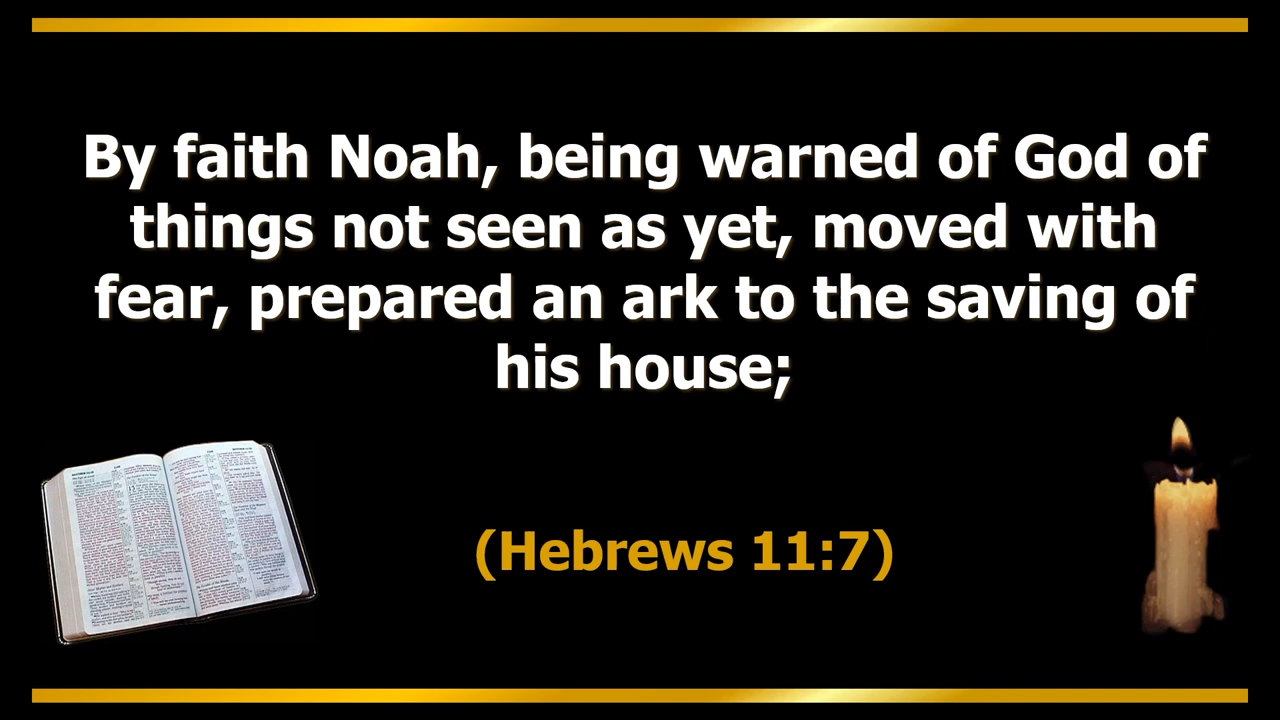 By faith Noah, being warned of God of
things not seen as yet, moved with
fear, prepared an ark to the saving of
his house;
(Hebrews 11:7)